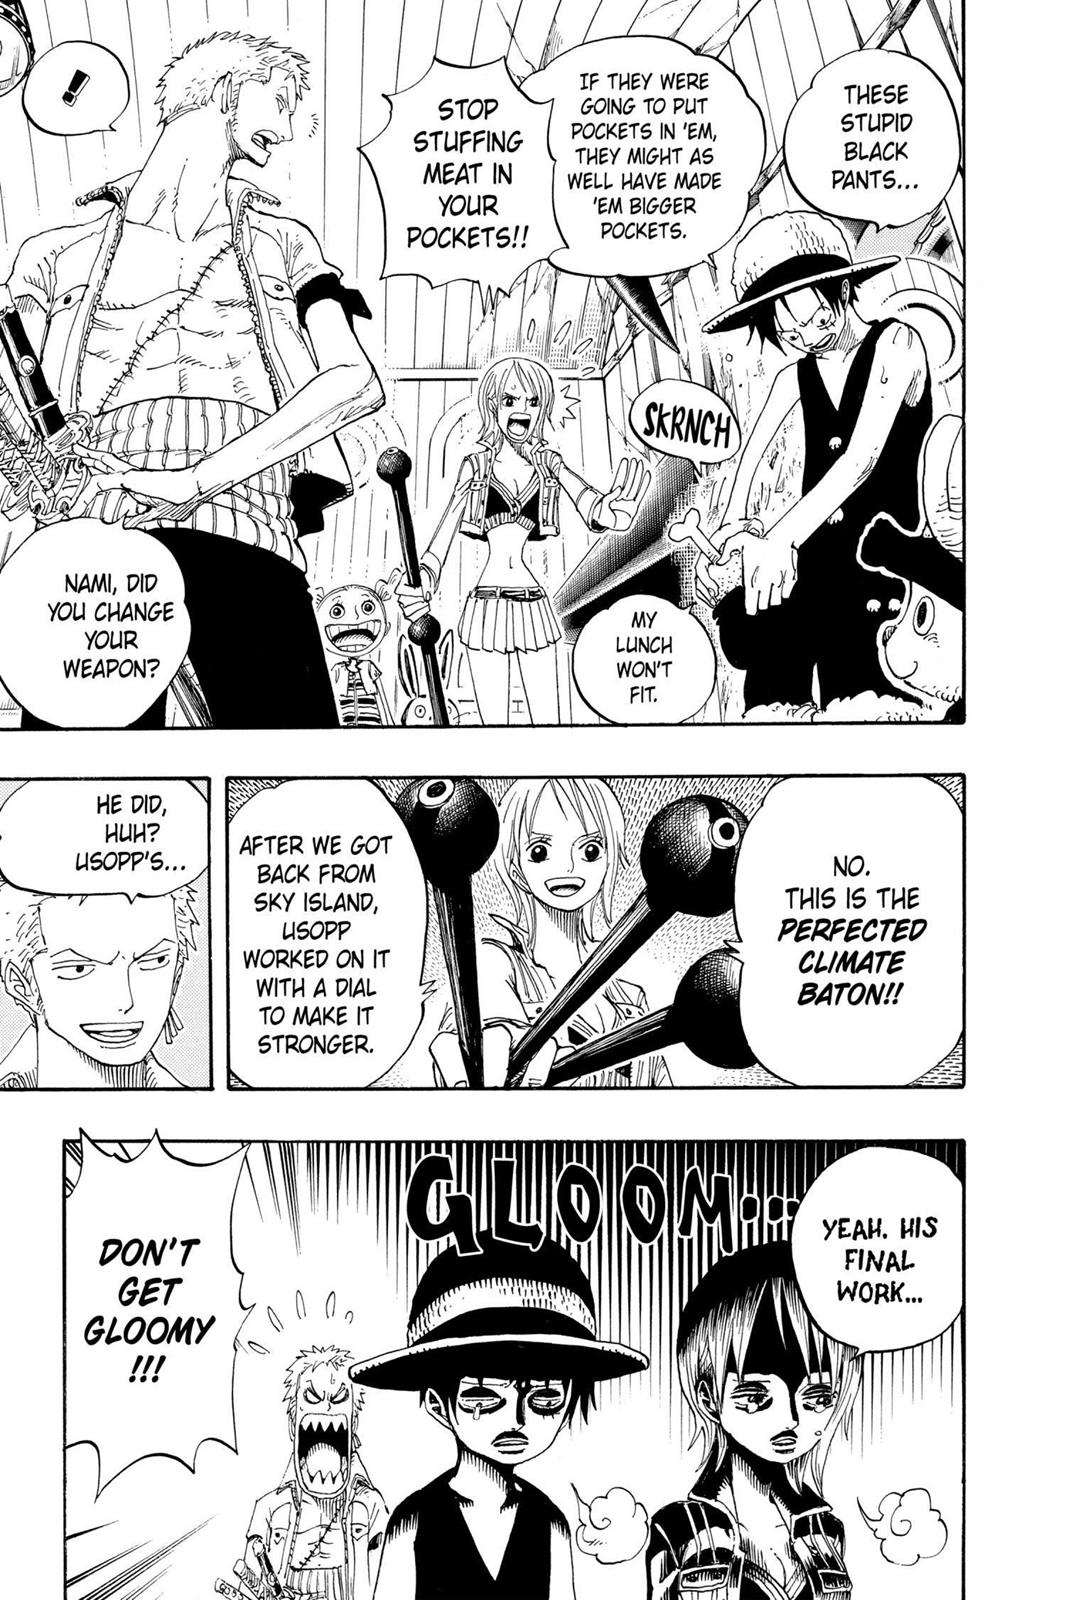 THESE
STUPID
BLACK
PANTS...
IF THEY WERE
GOING TO PUT
POCKETS IN 'EM,
THEY MIGHT AS
WELL HAVE MADE
'EM BIGGER
POCKETS.
STOP
STUFFING
MEAT IN
YOUR
POCKETS!!
!
SKRNCH
MY
LUNCH
WON'T
FIT.
NAMI, DID
YOU CHANGE
YOUR
WEAPON?
NO.
THIS IS THE
PERFECTED
CLIMATE
BATON!!
AFTER WE GOT
BACK FROM
SKY ISLAND,
USOPP
WORKED ON IT
WITH A DIAL
TO MAKE IT
STRONGER.
HE DID,
HUH?
USOPP'S...
YEAH. HIS
FINAL
WORK...
GLOOM...
DON'T
GET
GLOOMY
!!!